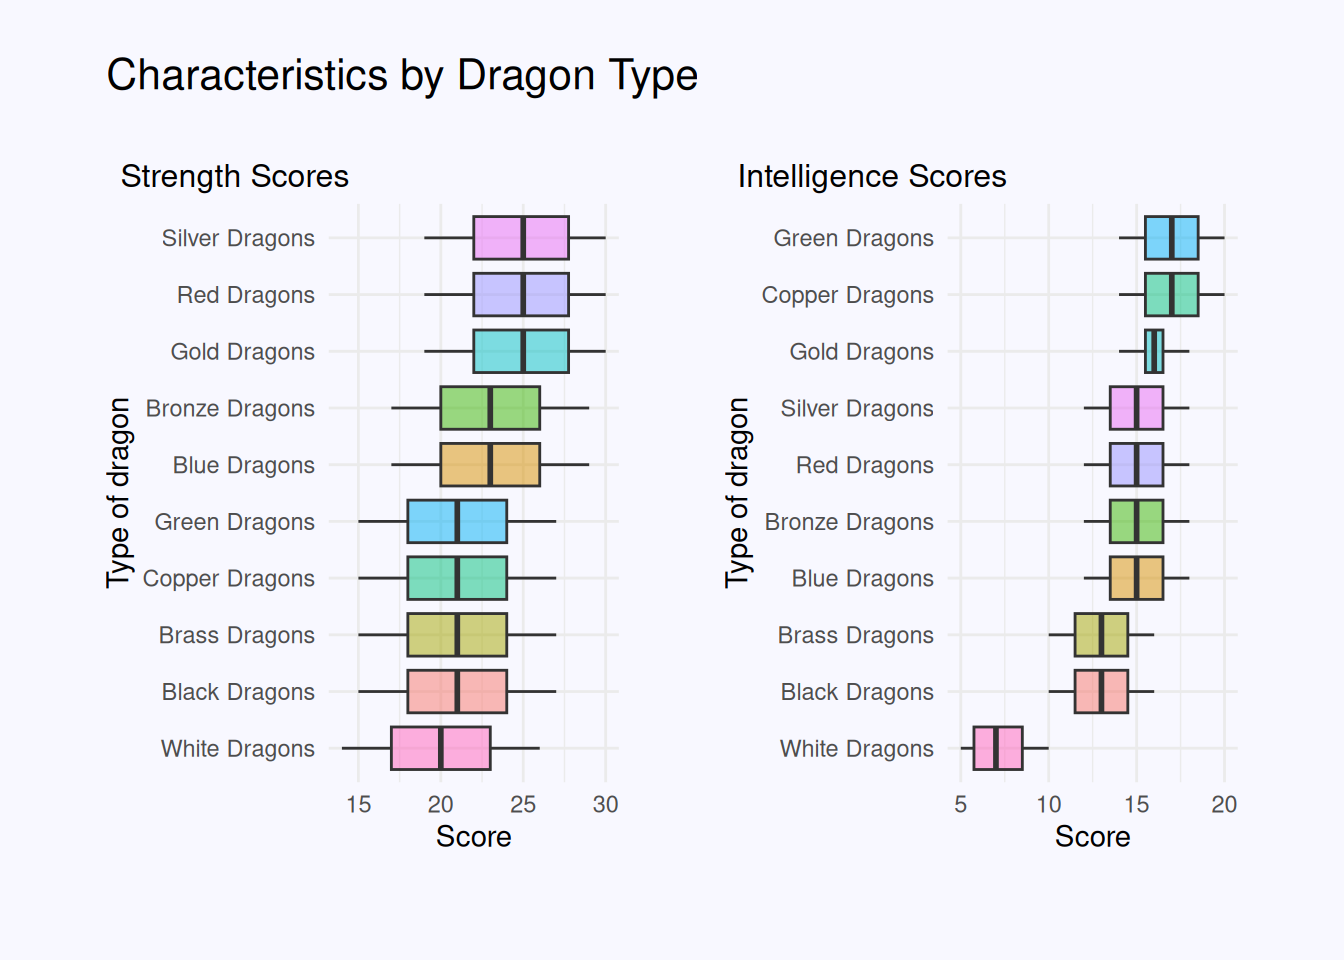 Characteristics by Dragon Type
Strength Scores
Type of dragon
Silver Dragons
Red Dragons
Gold Dragons
Bronze Dragons
Blue Dragons
Green Dragons
Copper Dragons
Brass Dragons
Black Dragons
White Dragons
15 20 25 30
Score
Intelligence Scores
Type of dragon
Green Dragons
Copper Dragons
Gold Dragons
Silver Dragons
Red Dragons
Bronze Dragons
Blue Dragons
Brass Dragons
Black Dragons
White Dragons
5 10 15 20
Score